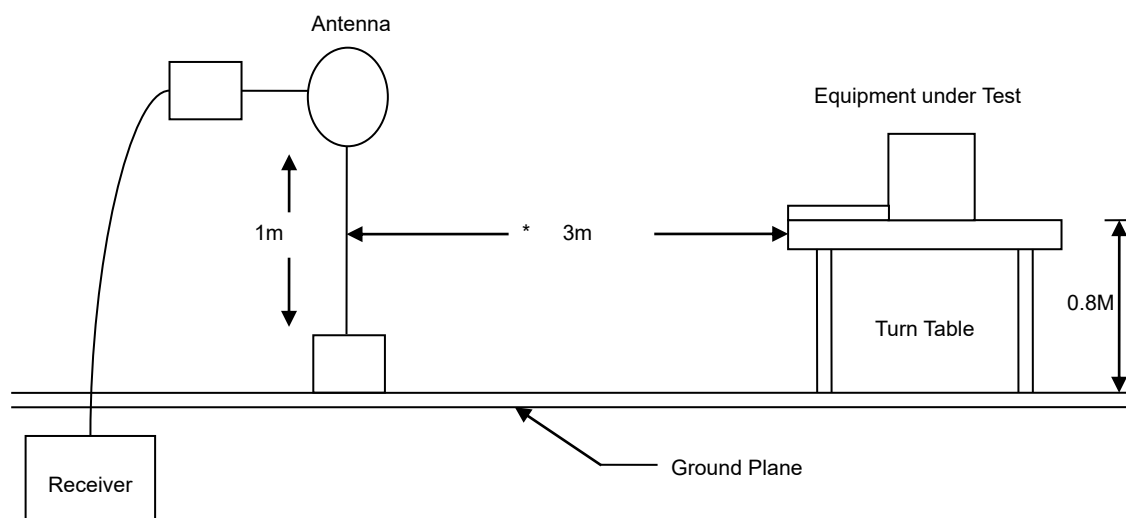 Antenna
Equipment under Test
1m
* 3m
0.8M
Turn Table
Ground Plane
Receiver